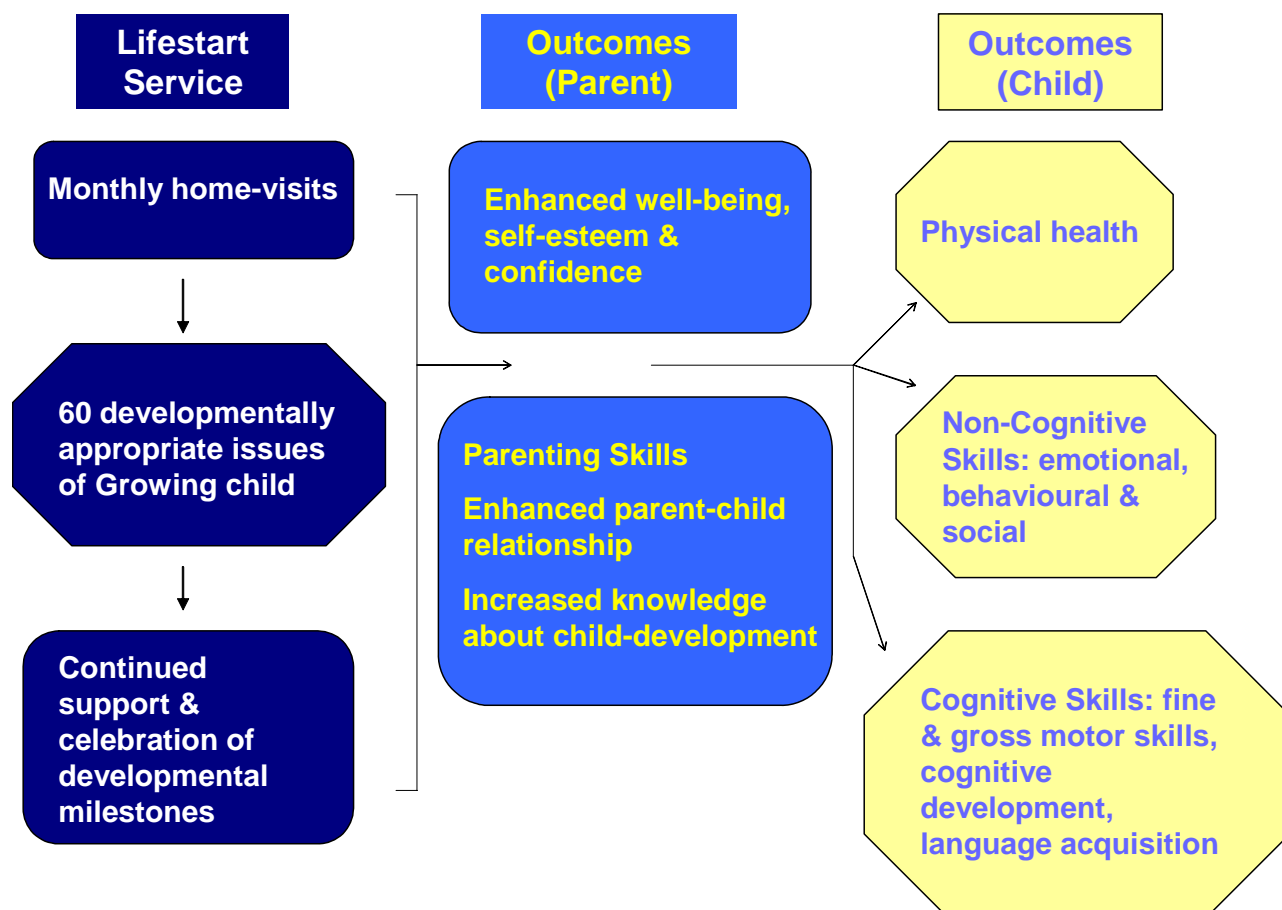 Lifestart
Service
Outcomes
(Parent)
Outcomes
(Child)
Monthly home-visits
60 developmentally
appropriate issues
of Growing child
Continued
support &
celebration of
developmental
milestones
Enhanced well-being,
self-esteem &
confidence
Parenting Skills
Enhanced parent-child
relationship
Increased knowledge
about child-development
Physical health
Non-Cognitive
Skills: emotional,
behavioural &
social
Cognitive Skills: fine
& gross motor skills,
cognitive
development,
language acquisition